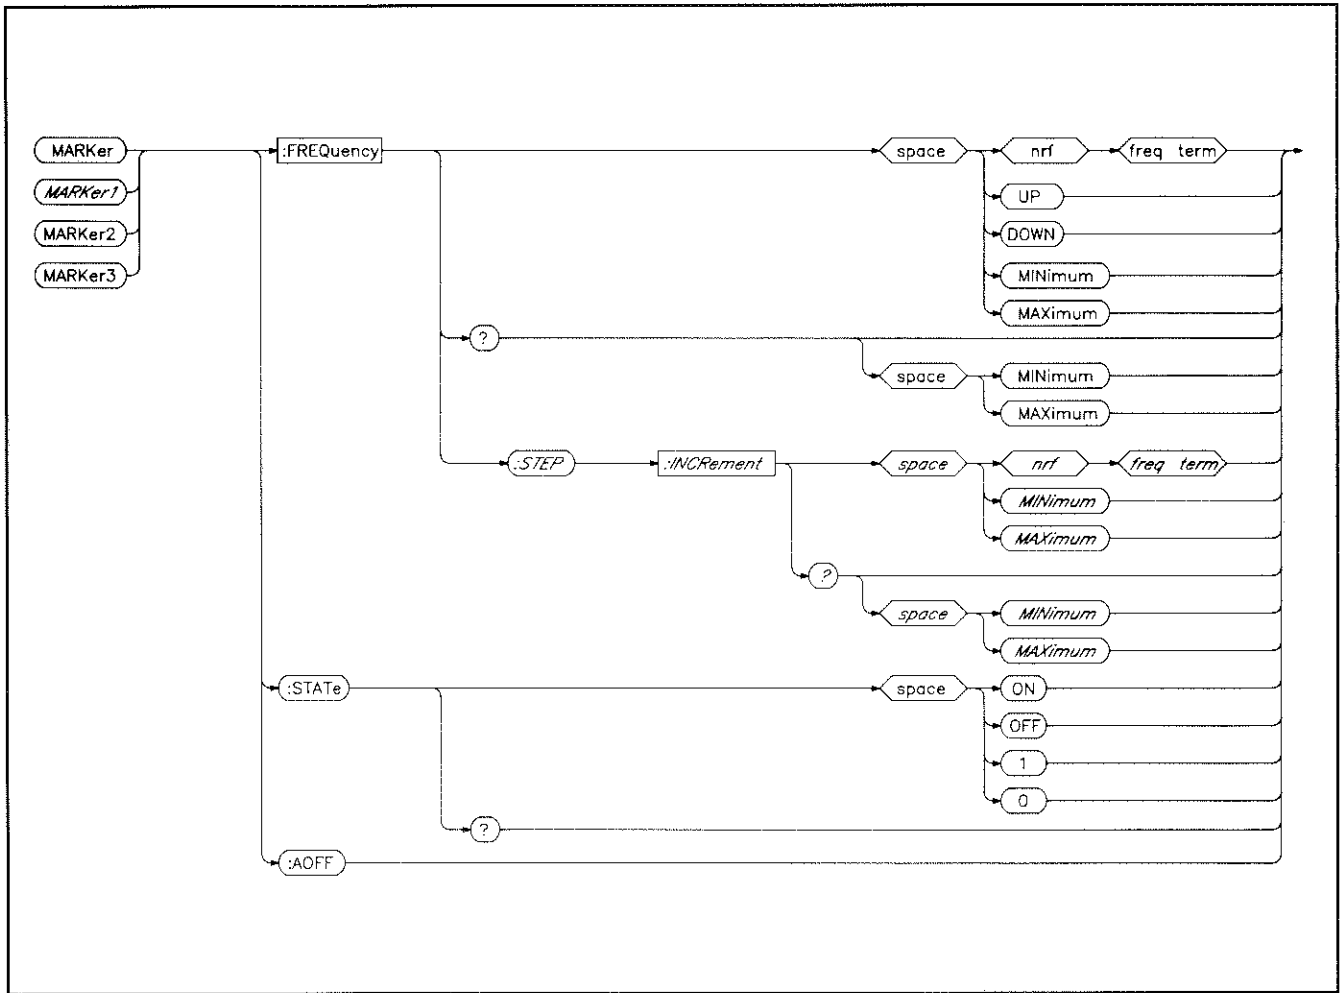 MARKer :FREQuency space nrf freq term
MARKer1 UP
MARKer2 DOWN
MARKer3 MINimum
MAXimum
?
space MINimum
MAXimum
:STEP :INCRement space nrf freq term
MINimum
MAXimum
?
space MINimum
MAXimum
:STATe space ON
OFF
1
0
?
:AOFF